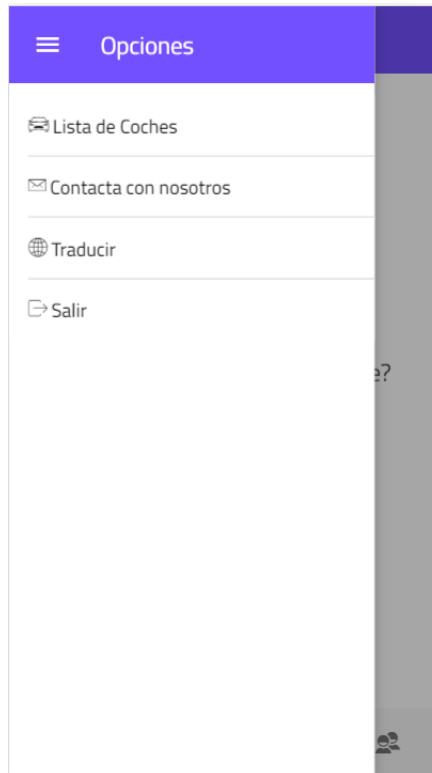 Opciones
Lista de Coches
Contacta con nosotros
Traducir
Salir
e?